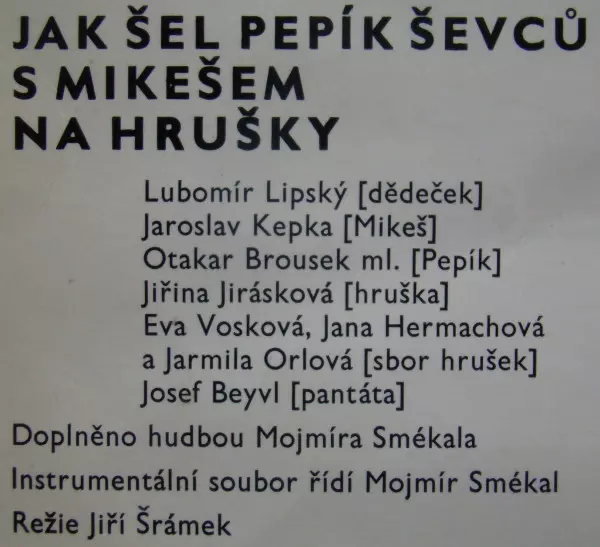 JAK ŠEL PEPÍK ŠEVCŮ
S MIKEŠEM
NA HRUŠKY
Lubomír Lipský [dědeček]
Jaroslav Kepka [Mikeš]
Otakar Brousek ml. [Pepík]
Jiřina Jirásková [hruška]
Eva Vosková, Jana Hermachová
a Jarmila Orlová [sbor hrušek]
Josef Beyvl [pantáta]
Doplněno hudbou Mojmíra Smékala
Instrumentální soubor řídí Mojmír Smékal
Režie Jiří Šrámek